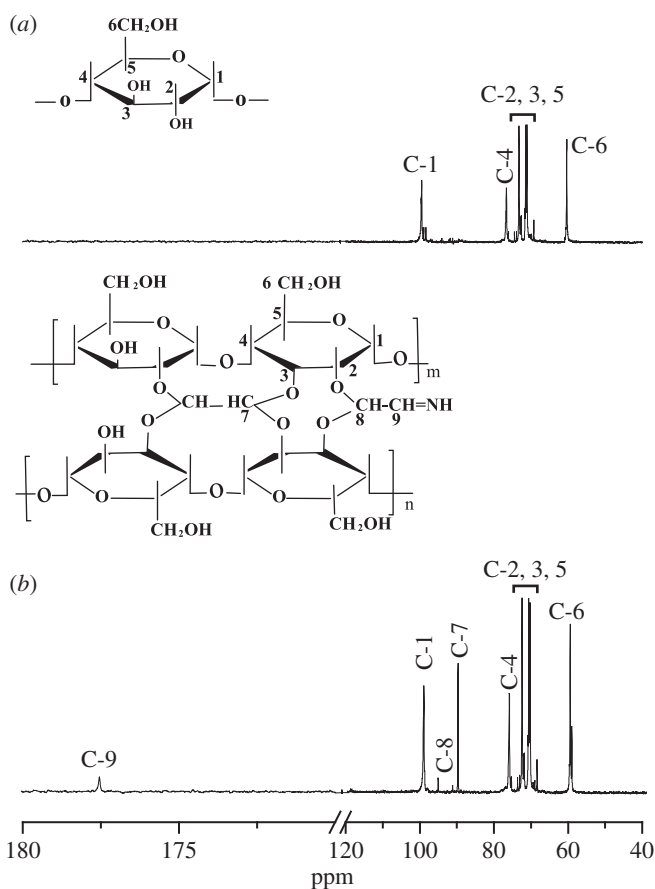 (a)
6CH₂OH
5
O
4
OH
2
1
o
3
OH
o
C-1
C-4
C-2, 3, 5
C-6
CH₂OH
6 CH₂OH
O
5
O
4
1
OH
O
3
2
O
m
O
O
O
CH
HC
7
CH-CH=NH
8
9
O
O
O
OH
O
O
O
O
n
CH₂OH
CH₂OH
(b)
C-9
C-1
C-8
C-7
C-4
C-2, 3, 5
C-6
180
175
120
100
80
60
40
ppm